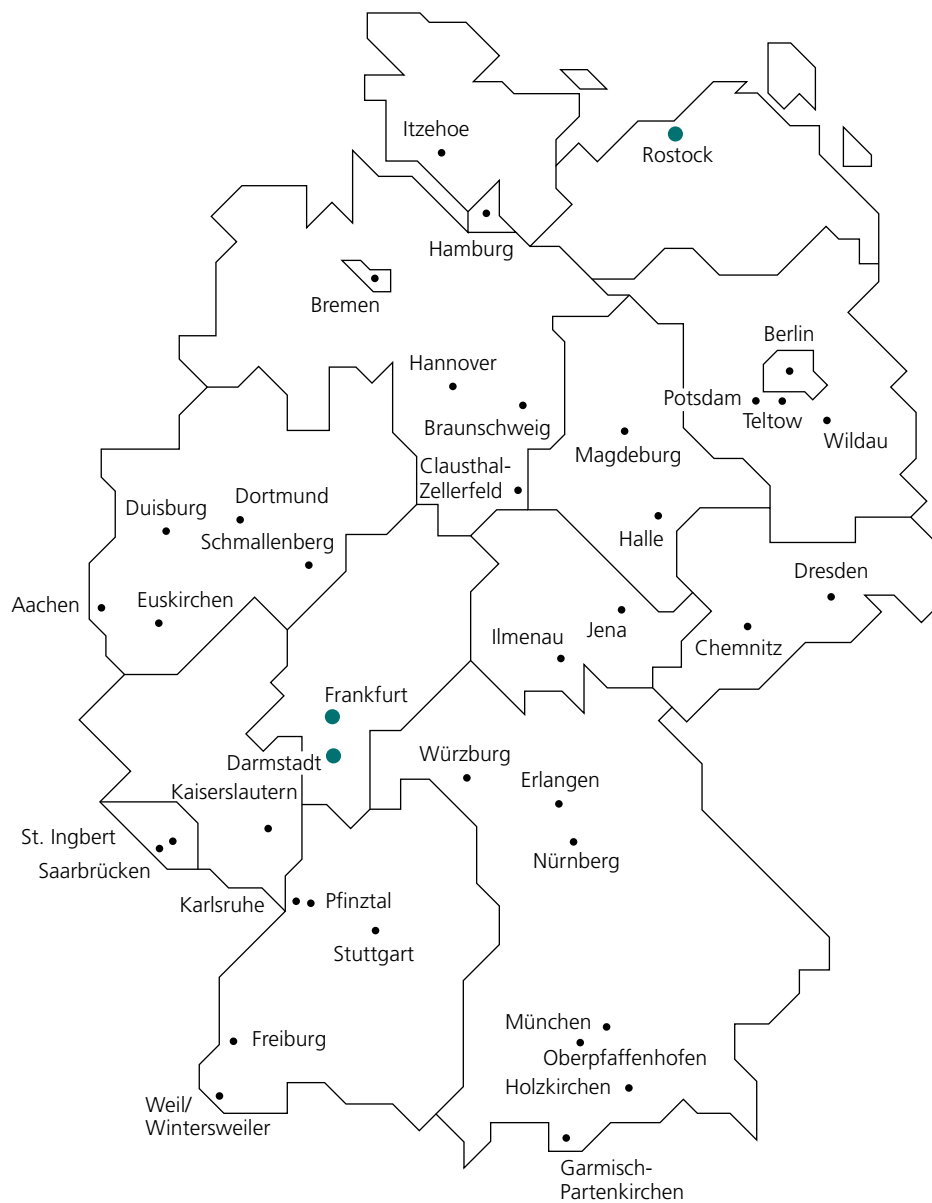 Itzehoe
Rostock
Hamburg
Bremen
Berlin
Hannover
Potsdam
Teltow
Braunschweig
Wildau
Magdeburg
Clausthal-
Zellerfeld
Dortmund
Duisburg
Halle
Schmallenberg
Dresden
Aachen
Euskirchen
Jena
Ilmenau
Chemnitz
Frankfurt
Würzburg
Darmstadt
Erlangen
Kaiserslautern
St. Ingbert
Nürnberg
Saarbrücken
Karlsruhe
Pfinztal
Stuttgart
München
Freiburg
Oberpfaffenhofen
Holzkirchen
Weil/
Wintersweiler
Garmisch-
Partenkirchen